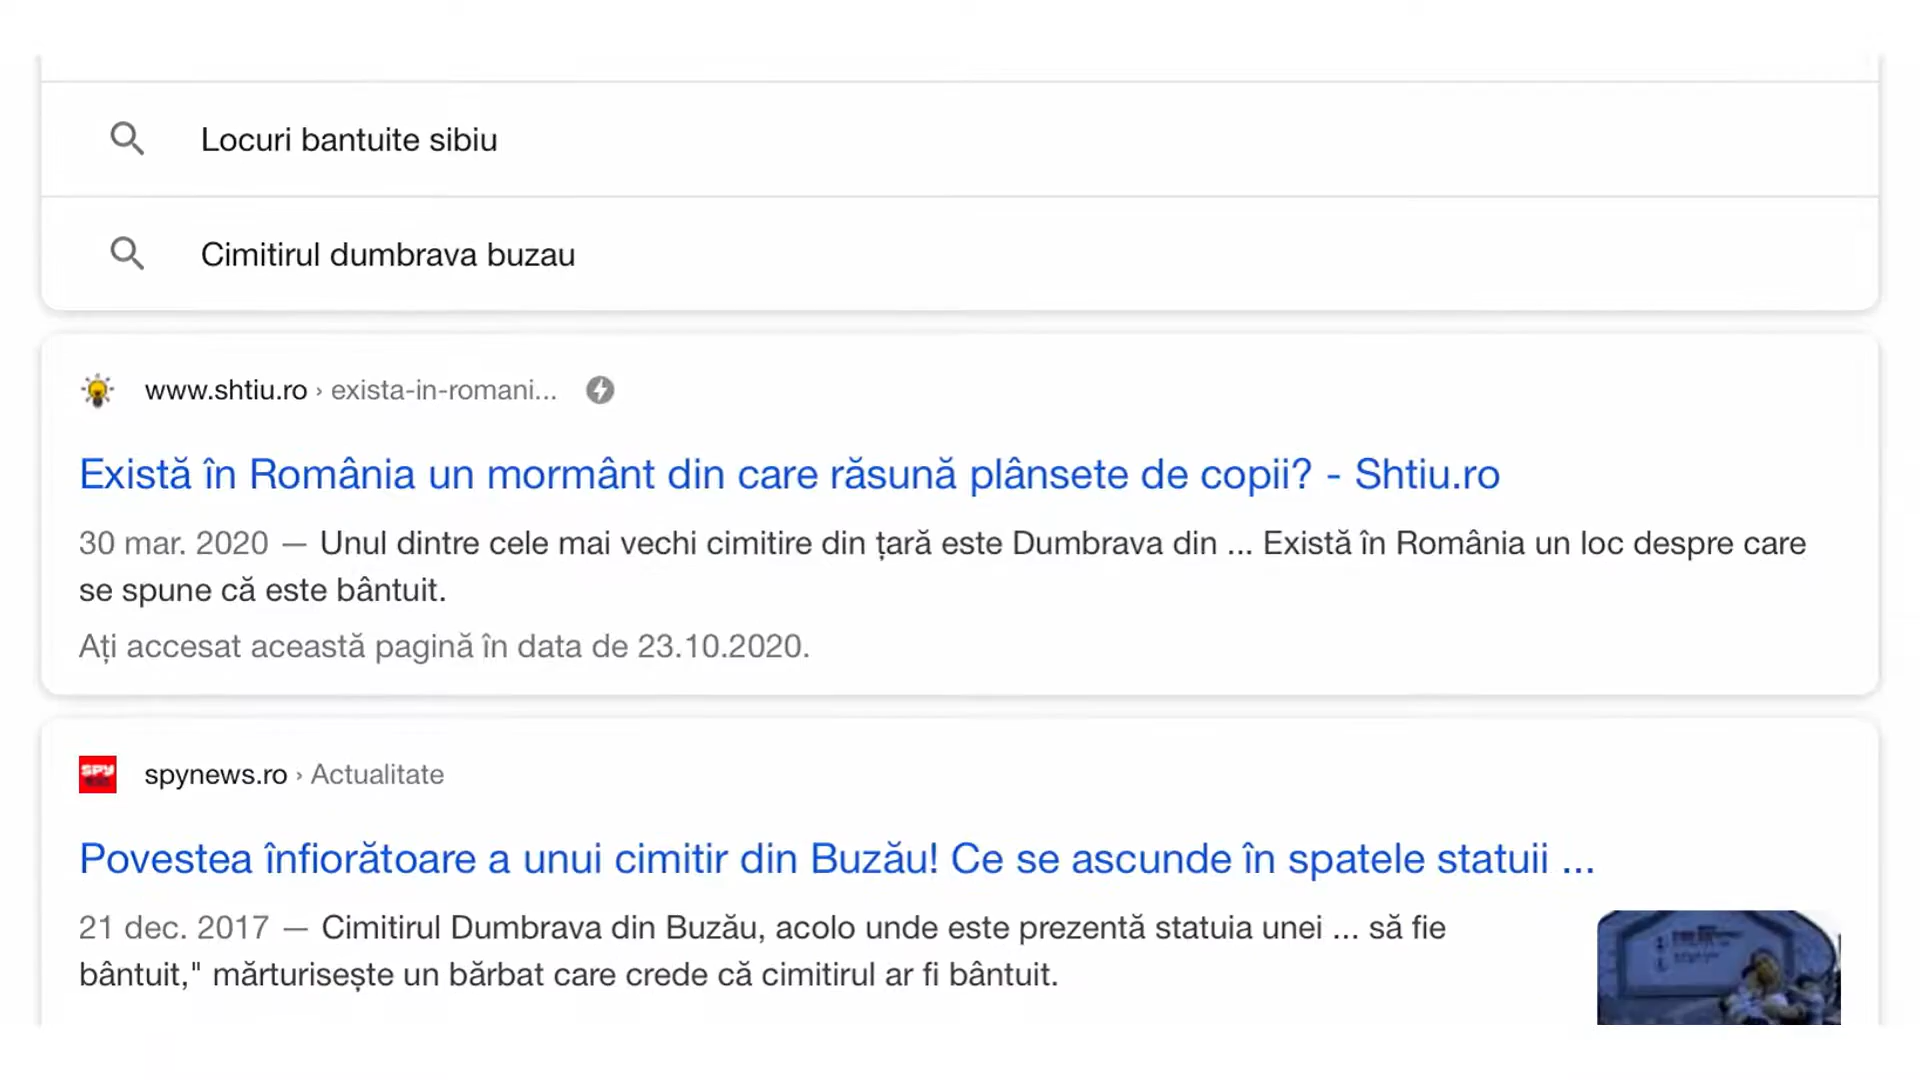 Locuri bantuite sibiu
Cimitirul dumbrava buzau
www.shtiu.ro › exista-in-romani...
Există în România un mormânt din care răsună plânsete de copii? - Shtiu.ro
30 mar. 2020 — Unul dintre cele mai vechi cimitire din țară este Dumbrava din ... Există în România un loc despre care
se spune că este bântuit.
Ați accesat această pagină în data de 23.10.2020.
SPY
spynews.ro › Actualitate
Povestea înfiorătoare a unui cimitir din Buzău! Ce se ascunde în spatele statuii ...
21 dec. 2017 — Cimitirul Dumbrava din Buzău, acolo unde este prezentă statuia unei ... să fie
bântuit," mărturisește un bărbat care crede că cimitirul ar fi bântuit.